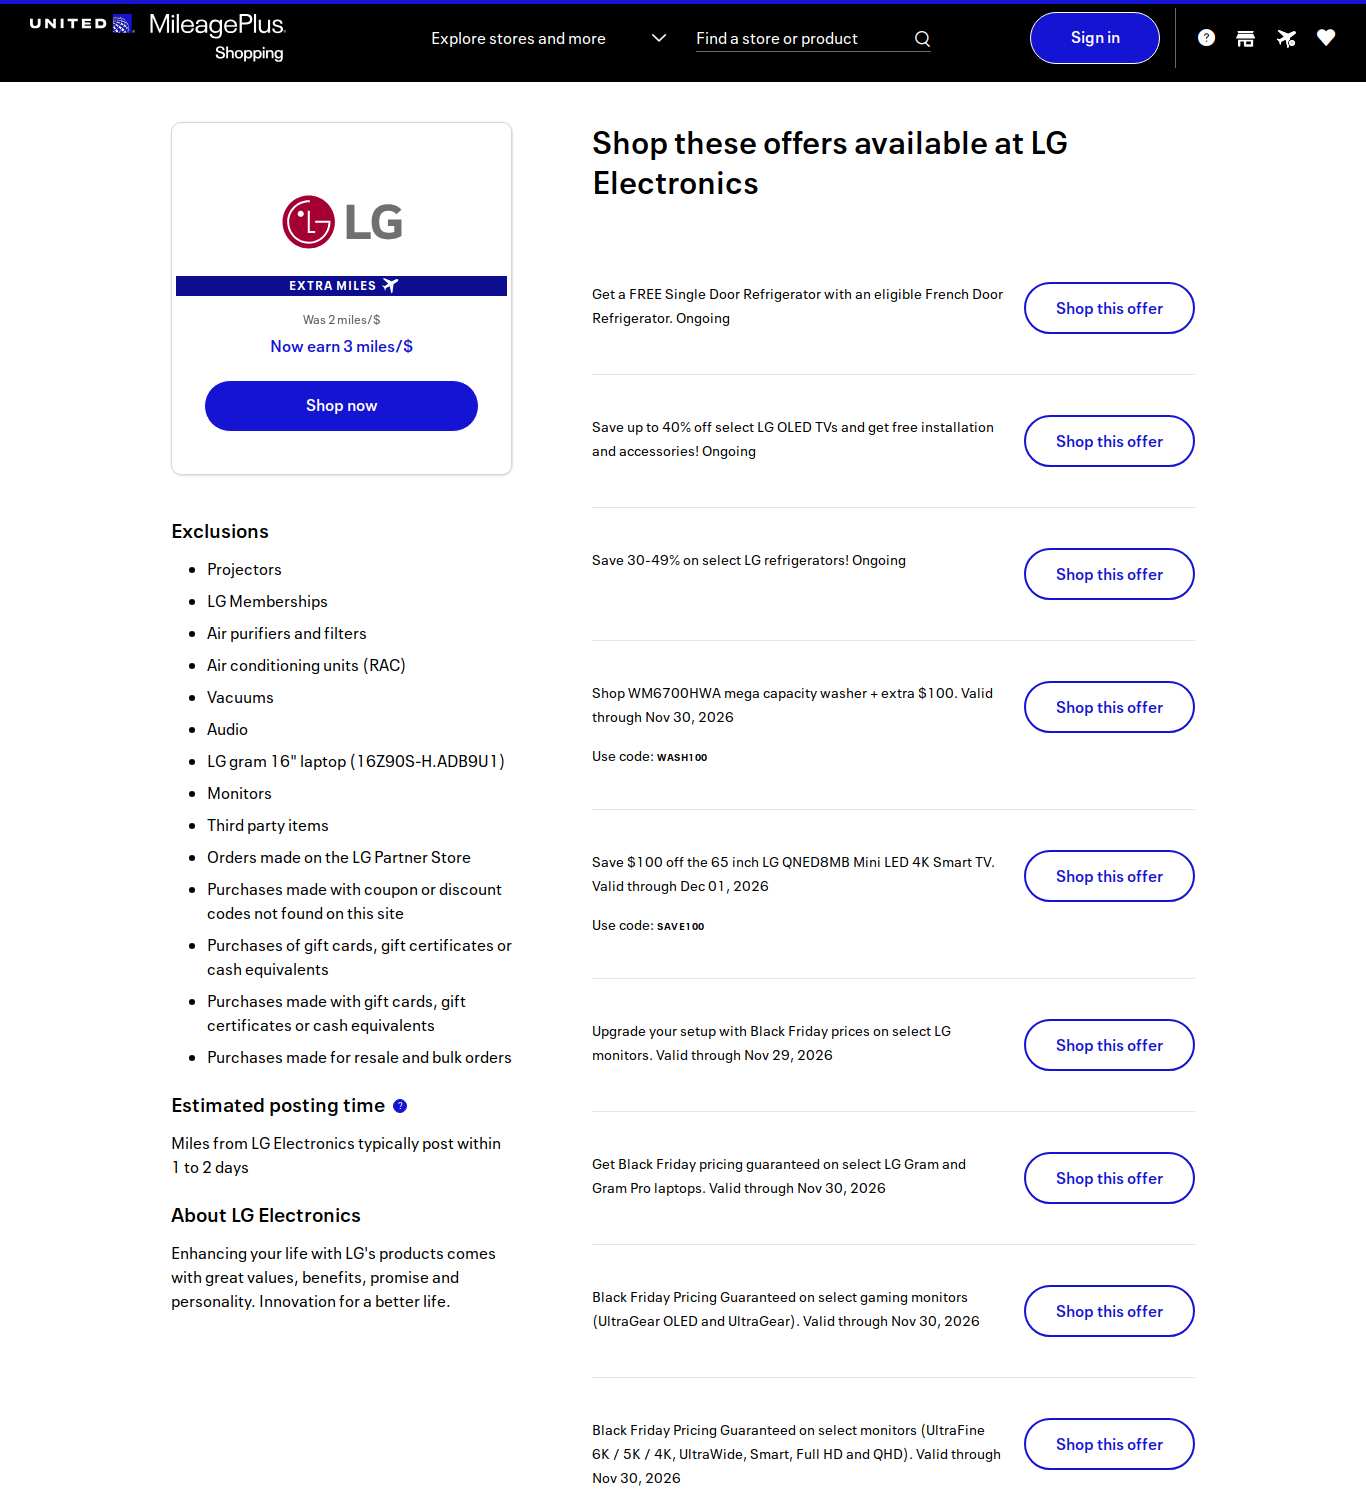 UNITED MileagePlus
Shopping
Explore stores and more
Find a store or product
Sign in
LG
EXTRA MILES
Was 2 miles/$
Now earn 3 miles/$
Shop now
Exclusions
Projectors
LG Memberships
Air purifiers and filters
Air conditioning units (RAC)
Vacuums
Audio
LG gram 16" laptop (16Z90S-H.ADB9U1)
Monitors
Third party items
Orders made on the LG Partner Store
Purchases made with coupon or discount
codes not found on this site
Purchases of gift cards, gift certificates or
cash equivalents
Purchases made with gift cards, gift
certificates or cash equivalents
Purchases made for resale and bulk orders
Estimated posting time ?
Miles from LG Electronics typically post within
1 to 2 days
About LG Electronics
Enhancing your life with LG's products comes
with great values, benefits, promise and
personality. Innovation for a better life.
Shop these offers available at LG
Electronics
Get a FREE Single Door Refrigerator with an eligible French Door
Refrigerator. Ongoing
Shop this offer
Save up to 40% off select LG OLED TVs and get free installation
and accessories! Ongoing
Shop this offer
Save 30-49% on select LG refrigerators! Ongoing
Shop this offer
Shop WM6700HWA mega capacity washer + extra $100. Valid
through Nov 30, 2026
Use code: WASH100
Shop this offer
Save $100 off the 65 inch LG QNED8MB Mini LED 4K Smart TV.
Valid through Dec 01, 2026
Use code: SAVE100
Shop this offer
Upgrade your setup with Black Friday prices on select LG
monitors. Valid through Nov 29, 2026
Shop this offer
Get Black Friday pricing guaranteed on select LG Gram and
Gram Pro laptops. Valid through Nov 30, 2026
Shop this offer
Black Friday Pricing Guaranteed on select gaming monitors
(UltraGear OLED and UltraGear). Valid through Nov 30, 2026
Shop this offer
Black Friday Pricing Guaranteed on select monitors (UltraFine
6K / 5K / 4K, UltraWide, Smart, Full HD and QHD). Valid through
Nov 30, 2026
Shop this offer